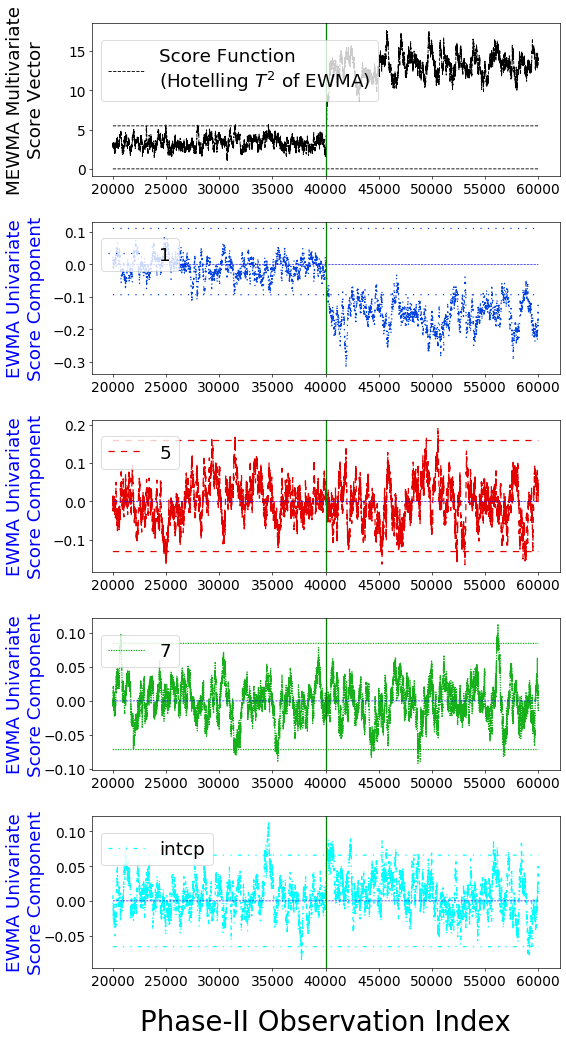 MEWMA Multivariate
Score Vector
Score Function
(Hotelling T² of EWMA)
15
10
5
0
20000 25000 30000 35000 40000 45000 50000 55000 60000
EWMA Univariate
Score Component
1
0.1
0.0
−0.1
−0.2
−0.3
20000 25000 30000 35000 40000 45000 50000 55000 60000
EWMA Univariate
Score Component
5
0.2
0.1
0.0
−0.1
20000 25000 30000 35000 40000 45000 50000 55000 60000
EWMA Univariate
Score Component
7
0.10
0.05
0.00
−0.05
−0.10
20000 25000 30000 35000 40000 45000 50000 55000 60000
EWMA Univariate
Score Component
intcp
0.10
0.05
0.00
−0.05
20000 25000 30000 35000 40000 45000 50000 55000 60000
Phase-II Observation Index